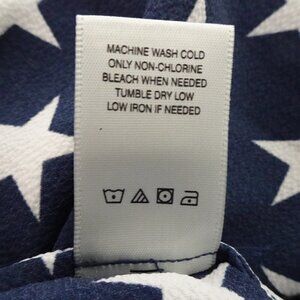 MACHINE WASH COLD
ONLY NON-CHLORINE
BLEACH WHEN NEEDED
TUMBLE DRY LOW
LOW IRON IF NEEDED